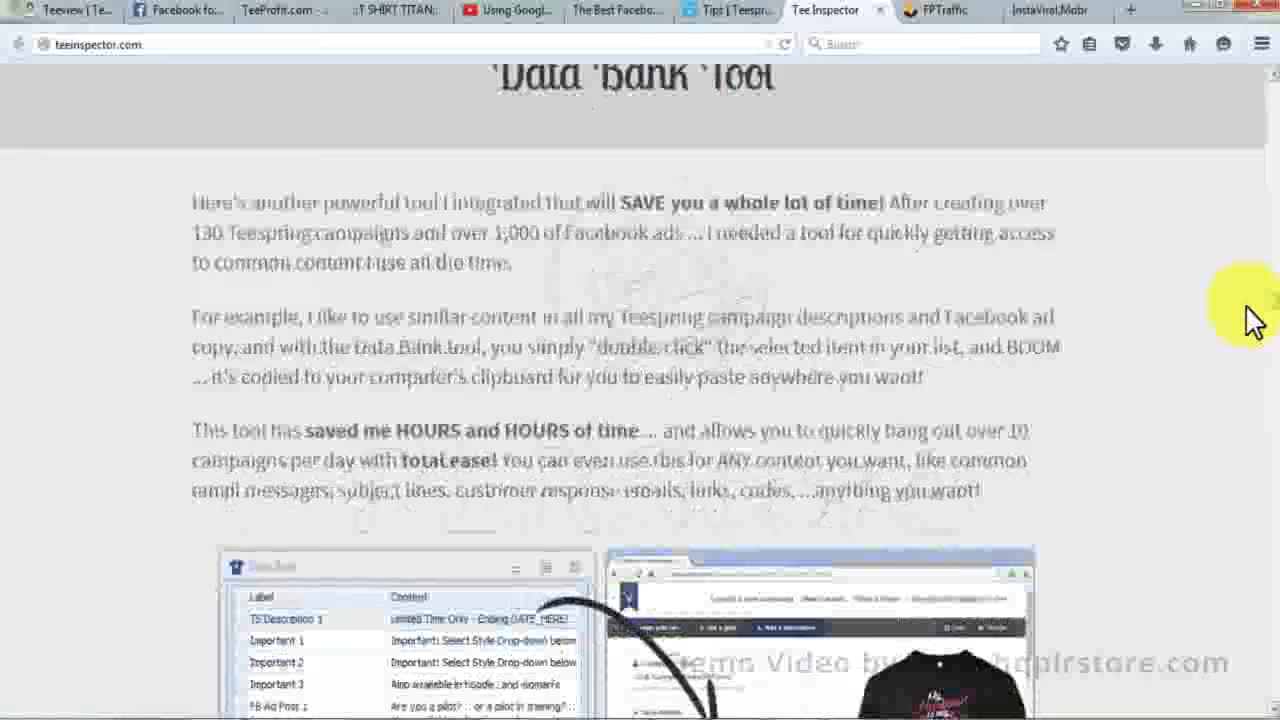 Teeview | Te...
Facebook fo...
TeeProfit.com - ...
.:T SHIRT TITAN:...
Using Googl...
The Best Facebo...
Tips | Teespr...
Tee Inspector
FPTraffic
InstaViral.Mobi
teeinspector.com
Search
Data Bank Tool
Here's another powerful tool I integrated that will SAVE you a whole lot of time! After creating over
130 Teespring campaigns and over 1,000 of Facebook ads ... I needed a tool for quickly getting access
to common content I use all the time.
For example, I like to use similar content in all my Teespring campaign descriptions and Facebook ad
copy, and with the Data Bank tool, you simply "double click" the selected item in your list, and BOOM
... it's copied to your computer's clipboard for you to easily paste anywhere you want!
This tool has saved me HOURS and HOURS of time ... and allows you to quickly bang out over 10
campaigns per day with total ease! You can even use this for ANY content you want, like common
email messages, subject lines, customer response emails, links, codes, ...anything you want!
Label Content
TS Description 1 Limited Time Only - Ending DATE_HERE!
Important 1 Important! Select Style Drop-down below
Important 2 Important! Select Style Drop-down below
Important 3 Also available in Hoodie, and Womens
FB Ad Post 1 Are you a pilot? ... or a pilot in training? ...
Demo Video by